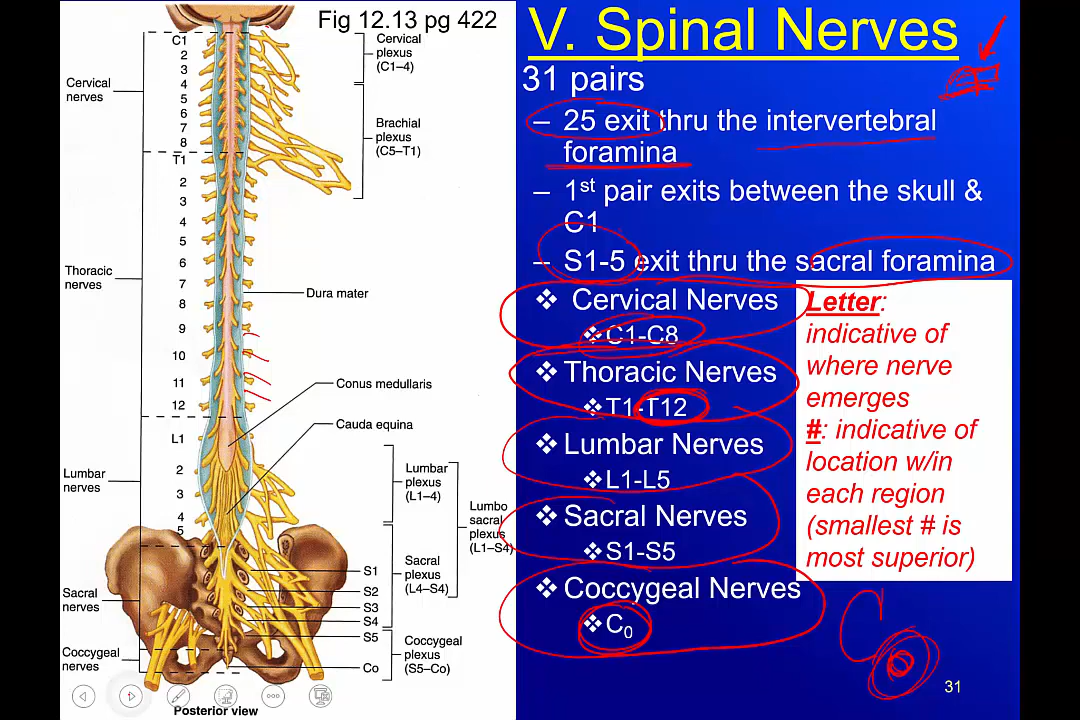 Fig 12.13 pg 422
C1
2
3
4
5
6
7
8
T1
2
3
4
5
6
7
8
9
10
11
12
L1
2
3
4
5
Cervical
nerves
Thoracic
nerves
Lumbar
nerves
Sacral
nerves
Coccygeal
nerves
Cervical
plexus
(C1–4)
Brachial
plexus
(C5–T1)
Dura mater
Conus medullaris
Cauda equina
Lumbar
plexus
(L1–4)
Lumbo
sacral
plexus
(L1–S4)
Sacral
plexus
(L4–S4)
S1
S2
S3
S4
S5
Co
Coccygeal
plexus
(S5–Co)
Posterior view
V. Spinal Nerves
31 pairs
– 25 exit thru the intervertebral
foramina
– 1st pair exits between the skull &
C1
– S1-5 exit thru the sacral foramina
❖ Cervical Nerves
❖C1-C8
❖ Thoracic Nerves
❖T1-T12
❖ Lumbar Nerves
❖L1-L5
❖ Sacral Nerves
❖S1-S5
❖ Coccygeal Nerves
❖C0
Letter:
indicative of
where nerve
emerges
#: indicative of
location w/in
each region
(smallest # is
most superior)
C0
31